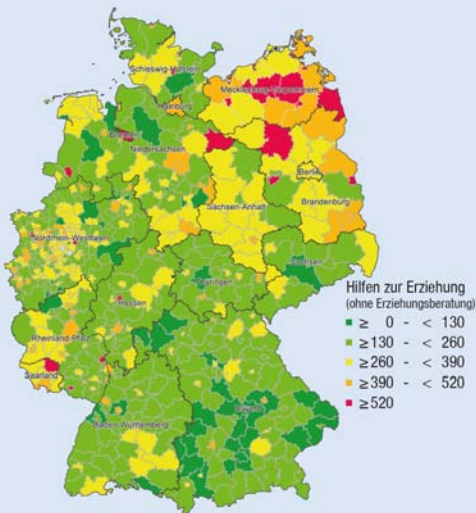 Schleswig-Holstein
Mecklenburg-Vorpommern
Hamburg
Bremen
Niedersachsen
Berlin
Sachsen-Anhalt
Brandenburg
Nordrhein-Westfalen
Sachsen
Thüringen
Hessen
Rheinland-Pfalz
Saarland
Bayern
Baden-Württemberg
Hilfen zur Erziehung
(ohne Erziehungsberatung)
≥ 0 - < 130
≥130 - < 260
≥260 - < 390
≥390 - < 520
≥520